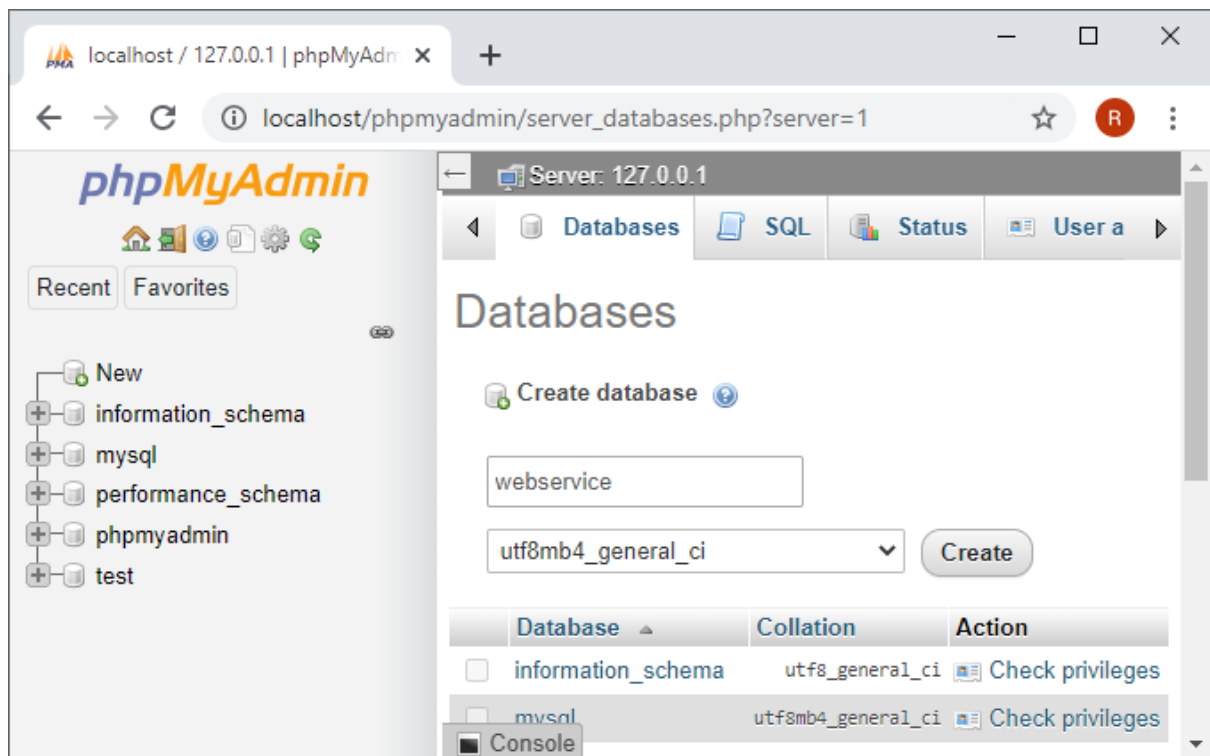 localhost / 127.0.0.1 | phpMyAdm
localhost/phpmyadmin/server_databases.php?server=1
R
phpMyAdmin
Recent Favorites
New
information_schema
mysql
performance_schema
phpmyadmin
test
Server: 127.0.0.1
Databases SQL Status User a
Databases
Create database
webservice
utf8mb4_general_ci Create
Database Collation Action
information_schema utf8_general_ci Check privileges
mysql utf8mb4_general_ci Check privileges
Console